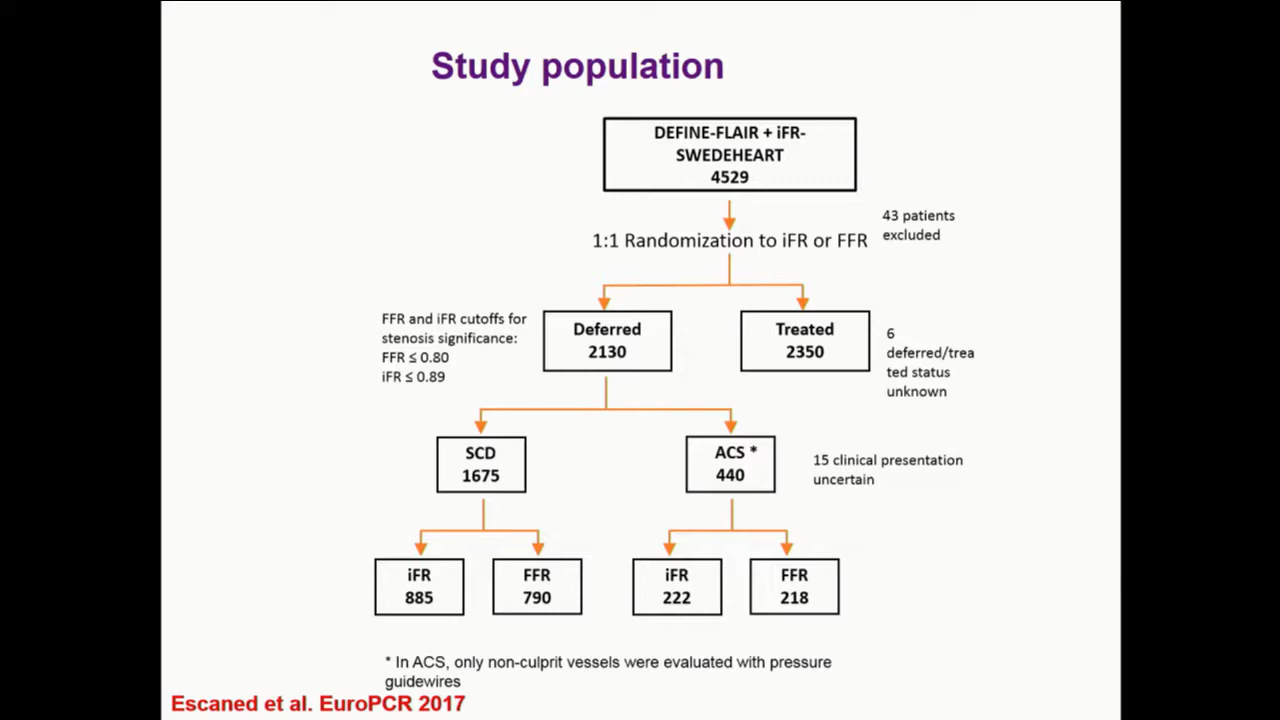 Study population
DEFINE-FLAIR + iFR-
SWEDEHEART
4529
43 patients
excluded
1:1 Randomization to iFR or FFR
FFR and iFR cutoffs for
stenosis significance:
FFR ≤ 0.80
iFR ≤ 0.89
Deferred
2130
Treated
2350
6
deferred/trea
ted status
unknown
SCD
1675
ACS *
440
15 clinical presentation
uncertain
iFR
885
FFR
790
iFR
222
FFR
218
* In ACS, only non-culprit vessels were evaluated with pressure
guidewires
Escaned et al. EuroPCR 2017